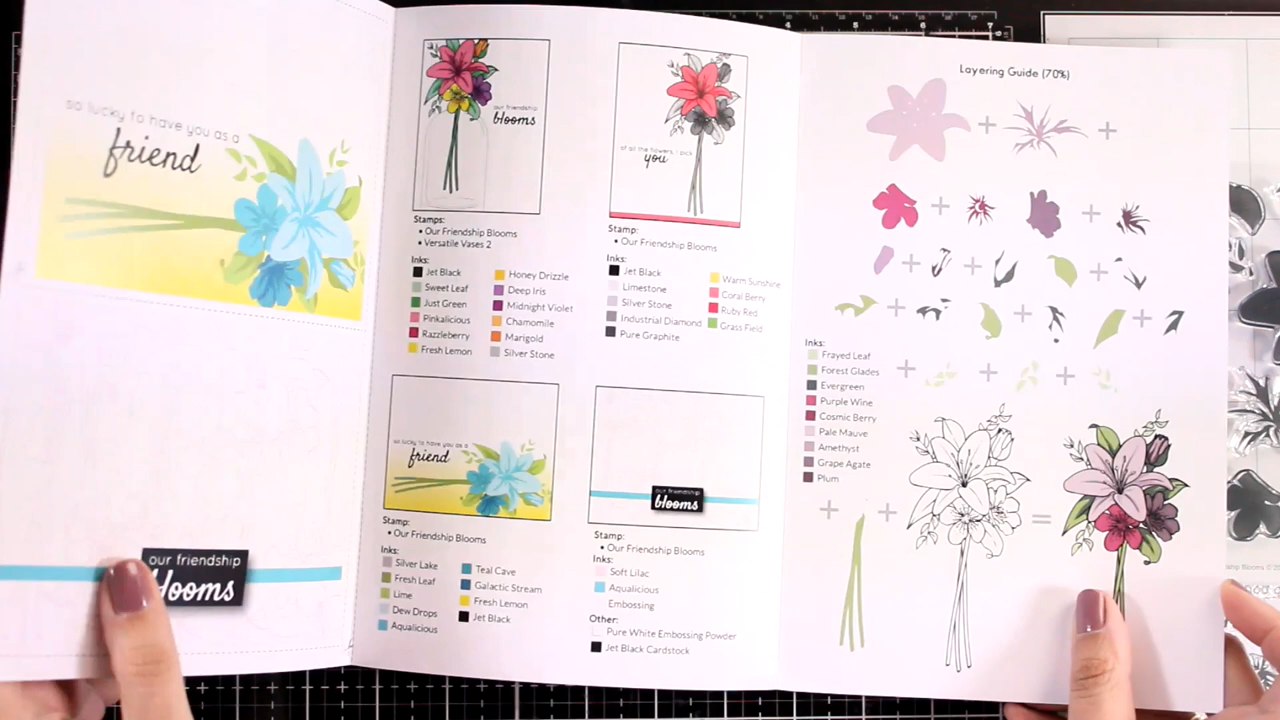 so lucky to have you as a
friend
our friendship
blooms
our friendship
blooms
Stamps:
• Our Friendship Blooms
• Versatile Vases 2
Inks:
Jet Black
Sweet Leaf
Just Green
Pinkalicious
Razzleberry
Fresh Lemon
Honey Drizzle
Deep Iris
Midnight Violet
Chamomile
Marigold
Silver Stone
of all the flowers, i pick
you
Stamp:
• Our Friendship Blooms
Inks:
Jet Black
Limestone
Silver Stone
Industrial Diamond
Pure Graphite
Warm Sunshine
Coral Berry
Ruby Red
Grass Field
so lucky to have you as a
friend
Stamp:
• Our Friendship Blooms
Inks:
Silver Lake
Fresh Leaf
Lime
Dew Drops
Aqualicious
Teal Cave
Galactic Stream
Fresh Lemon
Jet Black
our friendship
blooms
Stamp:
• Our Friendship Blooms
Inks:
Soft Lilac
Aqualicious
Embossing
Other:
Pure White Embossing Powder
Jet Black Cardstock
Layering Guide (70%)
+ +
+ +
+ + +
+ + +
+ + +
Inks:
Frayed Leaf
Forest Glades
Evergreen
Purple Wine
Cosmic Berry
Pale Mauve
Amethyst
Grape Agate
Plum
+ + =
4 5 6 7